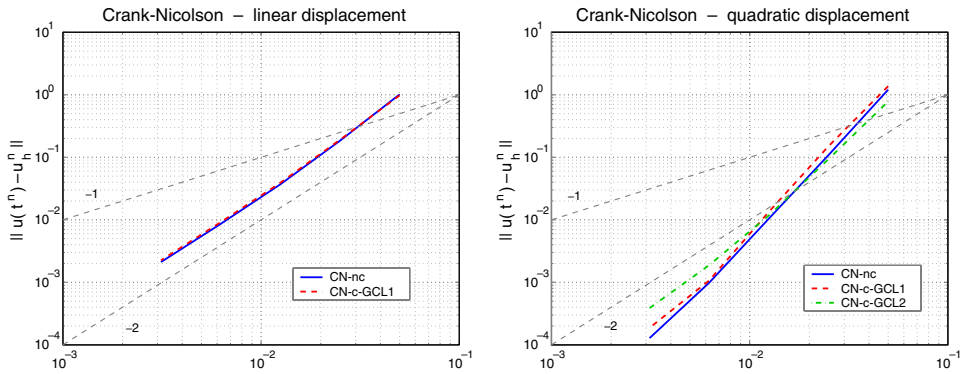 Crank-Nicolson – linear displacement
10^1
10^0
10^-1
10^-2
10^-3
10^-4
|| u( t^n ) – u_h^n ||
–1
–2
CN-nc
CN-c-GCL1
10^-3
10^-2
10^-1
Crank-Nicolson – quadratic displacement
10^1
10^0
10^-1
10^-2
10^-3
10^-4
|| u( t^n ) – u_h^n ||
–1
–2
CN-nc
CN-c-GCL1
CN-c-GCL2
10^-3
10^-2
10^-1